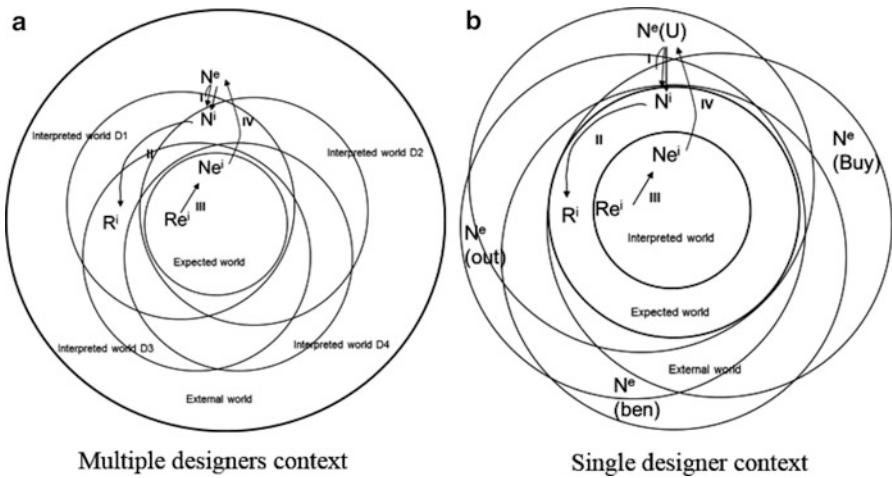 a
Nᵉ
I
Nⁱ
IV
Interpreted world D1
Interpreted world D2
II
Neⁱ
III
Rⁱ
Reⁱ
Expected world
Interpreted world D3
Interpreted world D4
External world
Multiple designers context
b
Nᵉ(U)
I
IV
Nⁱ
II
Nᵉ
(Buy)
Neⁱ
Rⁱ
Reⁱ
III
Nᵉ
(out)
Interpreted world
Expected world
External world
Nᵉ
(ben)
Single designer context